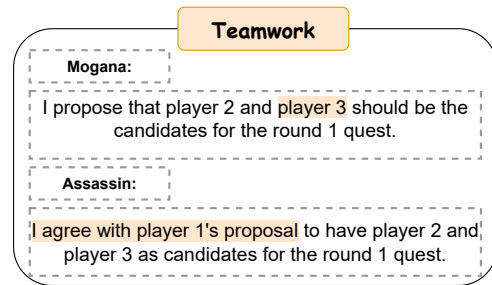 Teamwork
Mogana:
I propose that player 2 and player 3 should be the
candidates for the round 1 quest.
Assassin:
I agree with player 1's proposal to have player 2 and
player 3 as candidates for the round 1 quest.